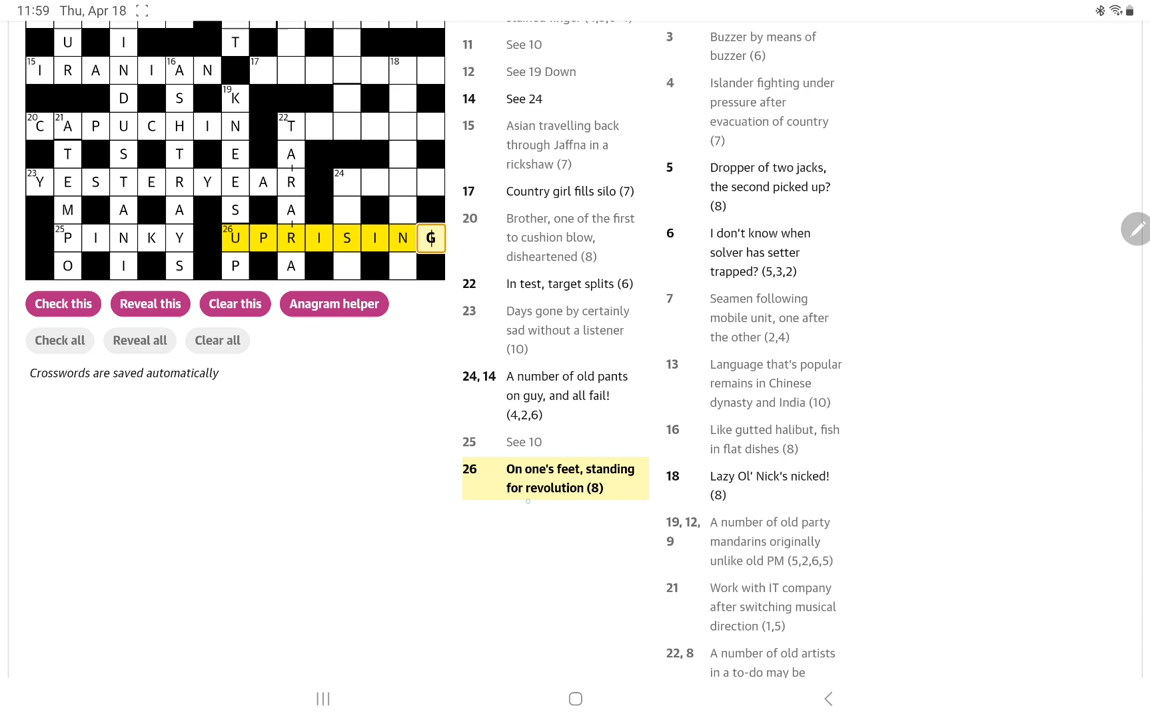 11:59 Thu, Apr 18
U I T
15 I R A N I 16 A N 17 18
D S 19 K
20 C 21 A P U C H I N 22 T
T S T E A
23 Y E S T E R Y E A R 24
M A A S A
25 P I N K Y 26 U P R I S I N G
O I S P A
Check this Reveal this Clear this Anagram helper
Check all Reveal all Clear all
Crosswords are saved automatically
11 See 10
12 See 19 Down
14 See 24
15 Asian travelling back
through Jaffna in a
rickshaw (7)
17 Country girl fills silo (7)
20 Brother, one of the first
to cushion blow,
disheartened (8)
22 In test, target splits (6)
23 Days gone by certainly
sad without a listener
(10)
24, 14 A number of old pants
on guy, and all fail!
(4,2,6)
25 See 10
26 On one's feet, standing
for revolution (8)
3 Buzzer by means of
buzzer (6)
4 Islander fighting under
pressure after
evacuation of country
(7)
5 Dropper of two jacks,
the second picked up?
(8)
6 I don't know when
solver has setter
trapped? (5,3,2)
7 Seamen following
mobile unit, one after
the other (2,4)
13 Language that's popular
remains in Chinese
dynasty and India (10)
16 Like gutted halibut, fish
in flat dishes (8)
18 Lazy Ol' Nick's nicked!
(8)
19, 12, A number of old party
9 mandarins originally
unlike old PM (5,2,6,5)
21 Work with IT company
after switching musical
direction (1,5)
22, 8 A number of old artists
in a to-do may be